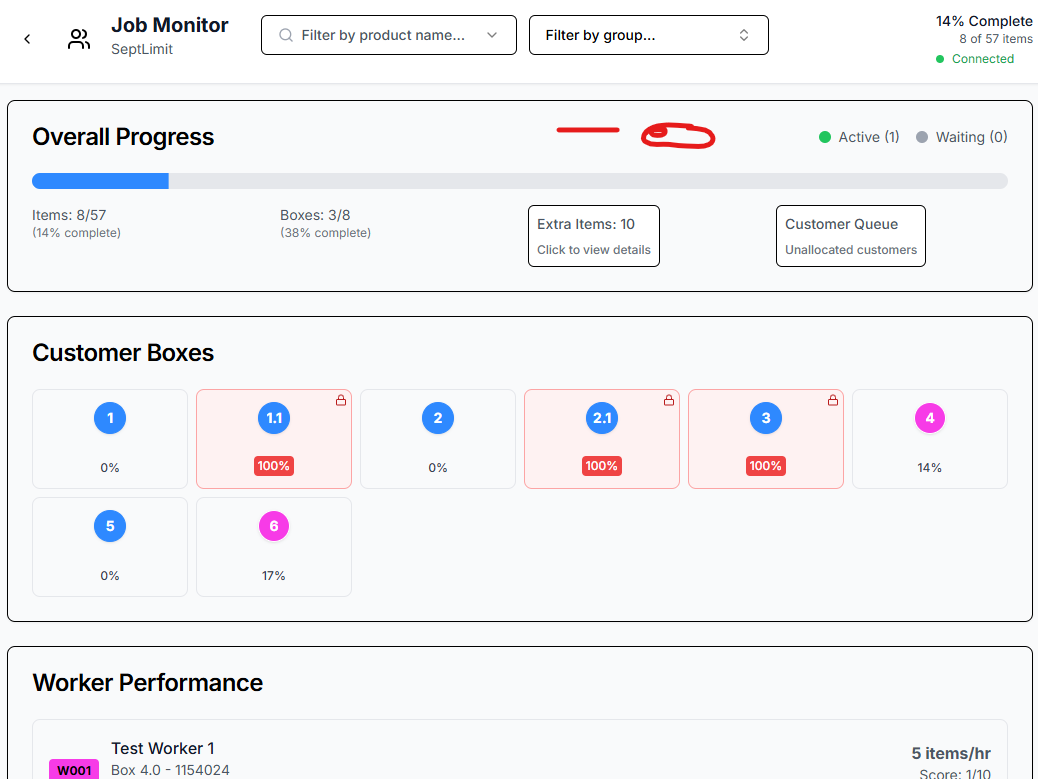 Job Monitor
SeptLimit
Filter by product name...
Filter by group...
14% Complete
8 of 57 items
Connected
Overall Progress
Active (1)
Waiting (0)
Items: 8/57
(14% complete)
Boxes: 3/8
(38% complete)
Extra Items: 10
Click to view details
Customer Queue
Unallocated customers
Customer Boxes
1
0%
1.1
100%
2
0%
2.1
100%
3
100%
4
14%
5
0%
6
17%
Worker Performance
W001
Test Worker 1
Box 4.0 - 1154024
5 items/hr
Score: 1/10